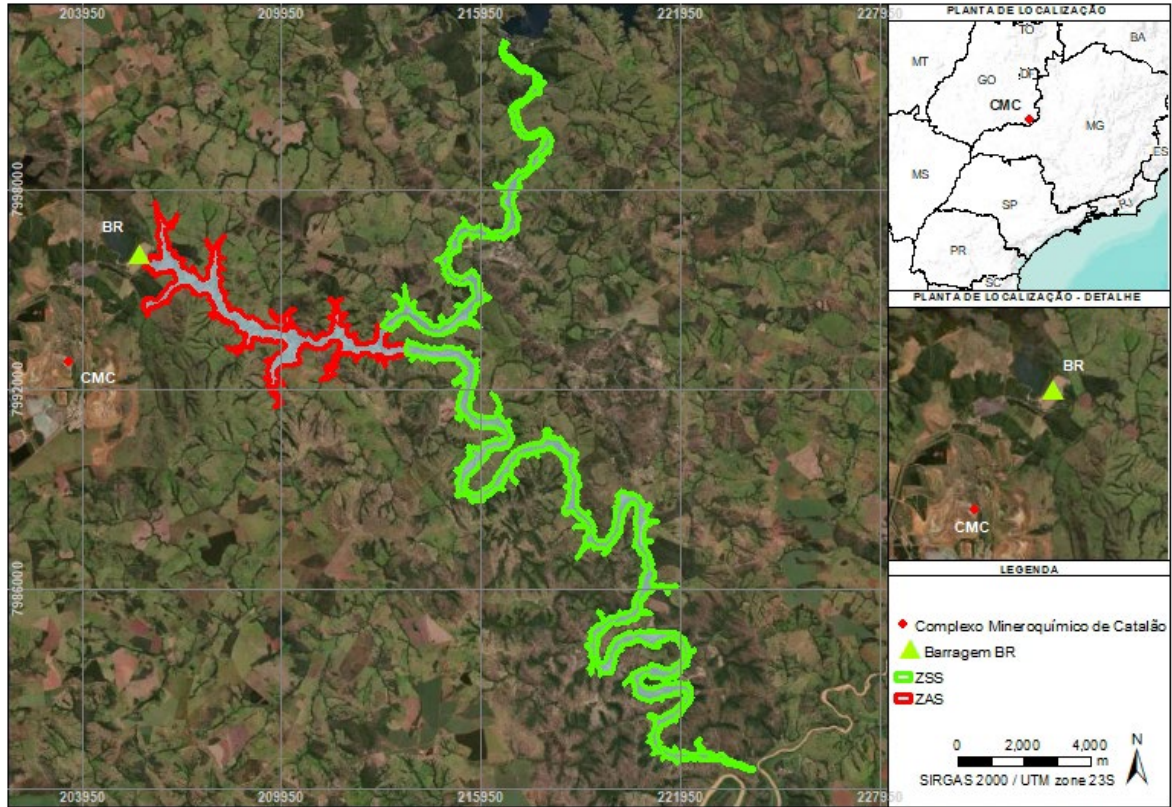 203950
209950
215950
221950
227950
7998000
7992000
7986000
BR
CMC
203950
209950
215950
221950
227950
PLANTA DE LOCALIZAÇÃO
TO
BA
MT
DF
GO
CMC
MG
ES
MS
SP
RJ
PR
SC
PLANTA DE LOCALIZAÇÃO - DETALHE
BR
CMC
LEGENDA
Complexo Mineroquímico de Catalão
Barragem BR
ZSS
ZAS
0 2,000 4,000
m
N
SIRGAS 2000 / UTM zone 23S